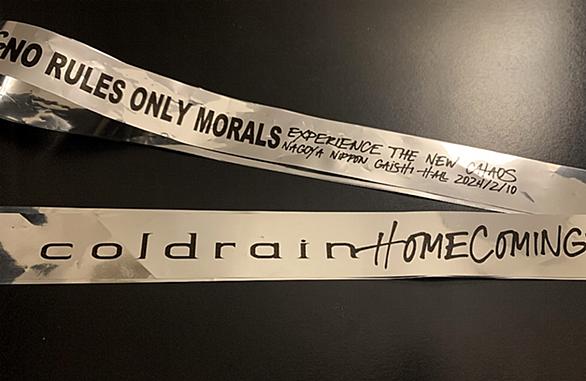 NO RULES ONLY MORALS
EXPERIENCE THE NEW CHAOS
NAGOYA NIPPON GAISHI HALL 2024/2/10
coldrain HOMECOMING